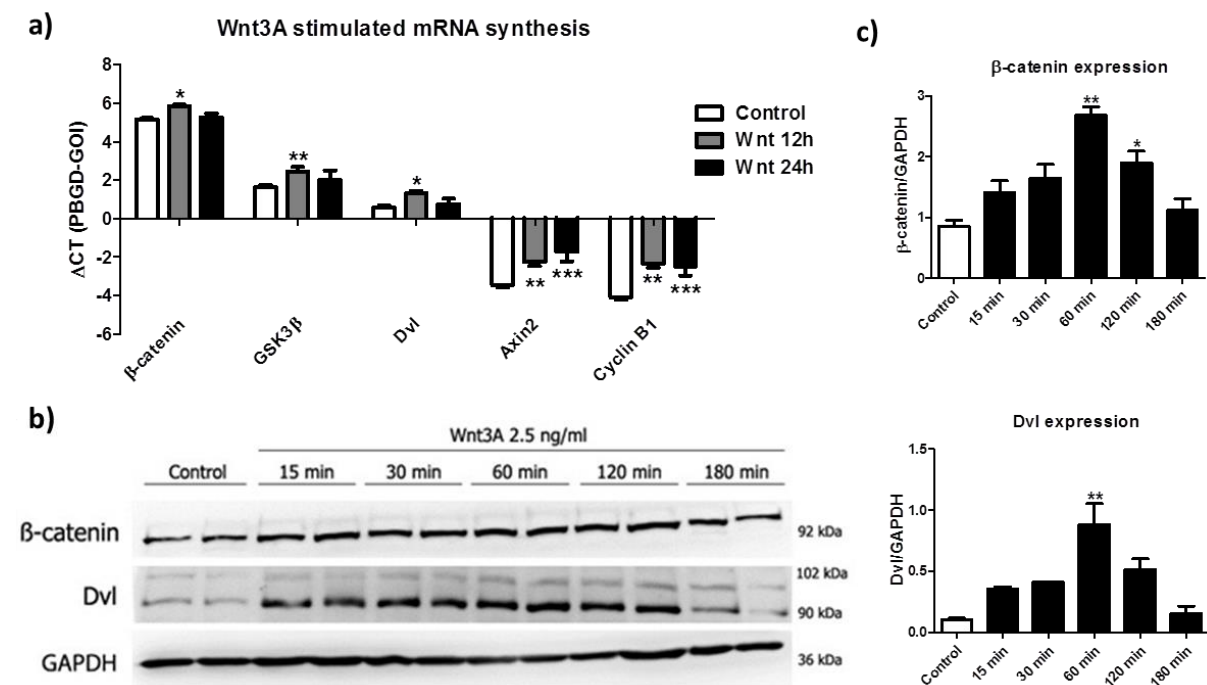 a)
Wnt3A stimulated mRNA synthesis
ΔCT (PBGD-GOI)
8
6
4
2
0
-2
-4
-6
*
**
*
**
***
**
***
Control
Wnt 12h
Wnt 24h
β-catenin
GSK3β
Dvl
Axin2
Cyclin B1
b)
Wnt3A 2.5 ng/ml
Control 15 min 30 min 60 min 120 min 180 min
ß-catenin
92 kDa
Dvl
102 kDa
90 kDa
GAPDH
36 kDa
c)
β-catenin expression
β-catenin/GAPDH
3
2
1
0
**
*
Control
15 min
30 min
60 min
120 min
180 min
Dvl expression
Dvl/GAPDH
1.5
1.0
0.5
0.0
**
Control
15 min
30 min
60 min
120 min
180 min